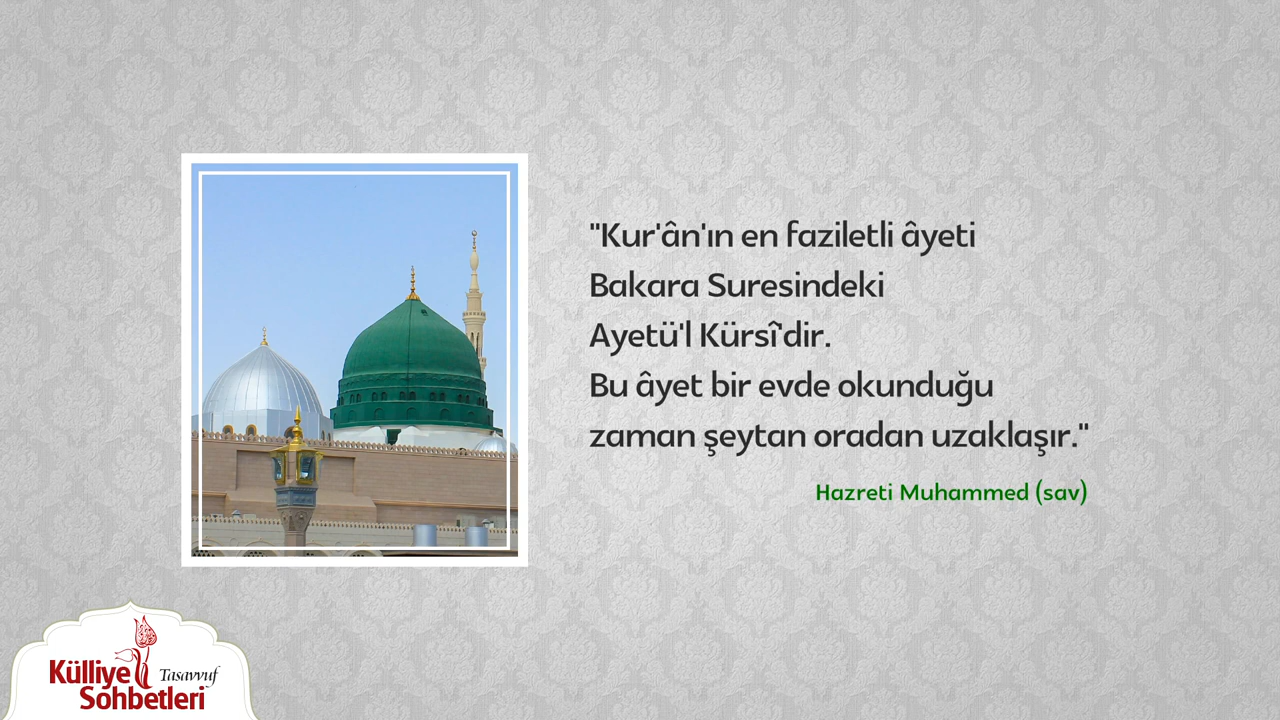 "Kur'ân'ın en faziletli âyeti
Bakara Suresindeki
Ayetü'l Kürsî'dir.
Bu âyet bir evde okunduğu
zaman şeytan oradan uzaklaşır."
Hazreti Muhammed (sav)
Külliye Tasavvuf
Sohbetleri